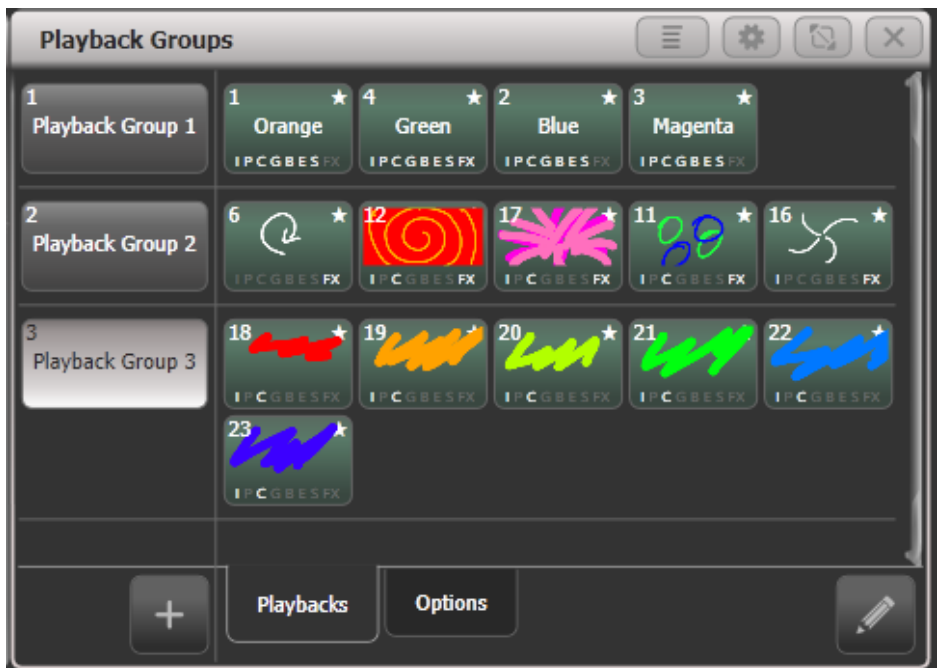 Playback Groups
1
Playback Group 1
1
Orange
IPCGBESFX
4
Green
IPCGBESFX
2
Blue
IPCGBESFX
3
Magenta
IPCGBESFX
2
Playback Group 2
6
IPCGBESFX
12
IPCGBESFX
17
IPCGBESFX
11
IPCGBESFX
16
IPCGBESFX
3
Playback Group 3
18
IPCGBESFX
19
IPCGBESFX
20
IPCGBESFX
21
IPCGBESFX
22
IPCGBESFX
23
IPCGBESFX
Playbacks
Options